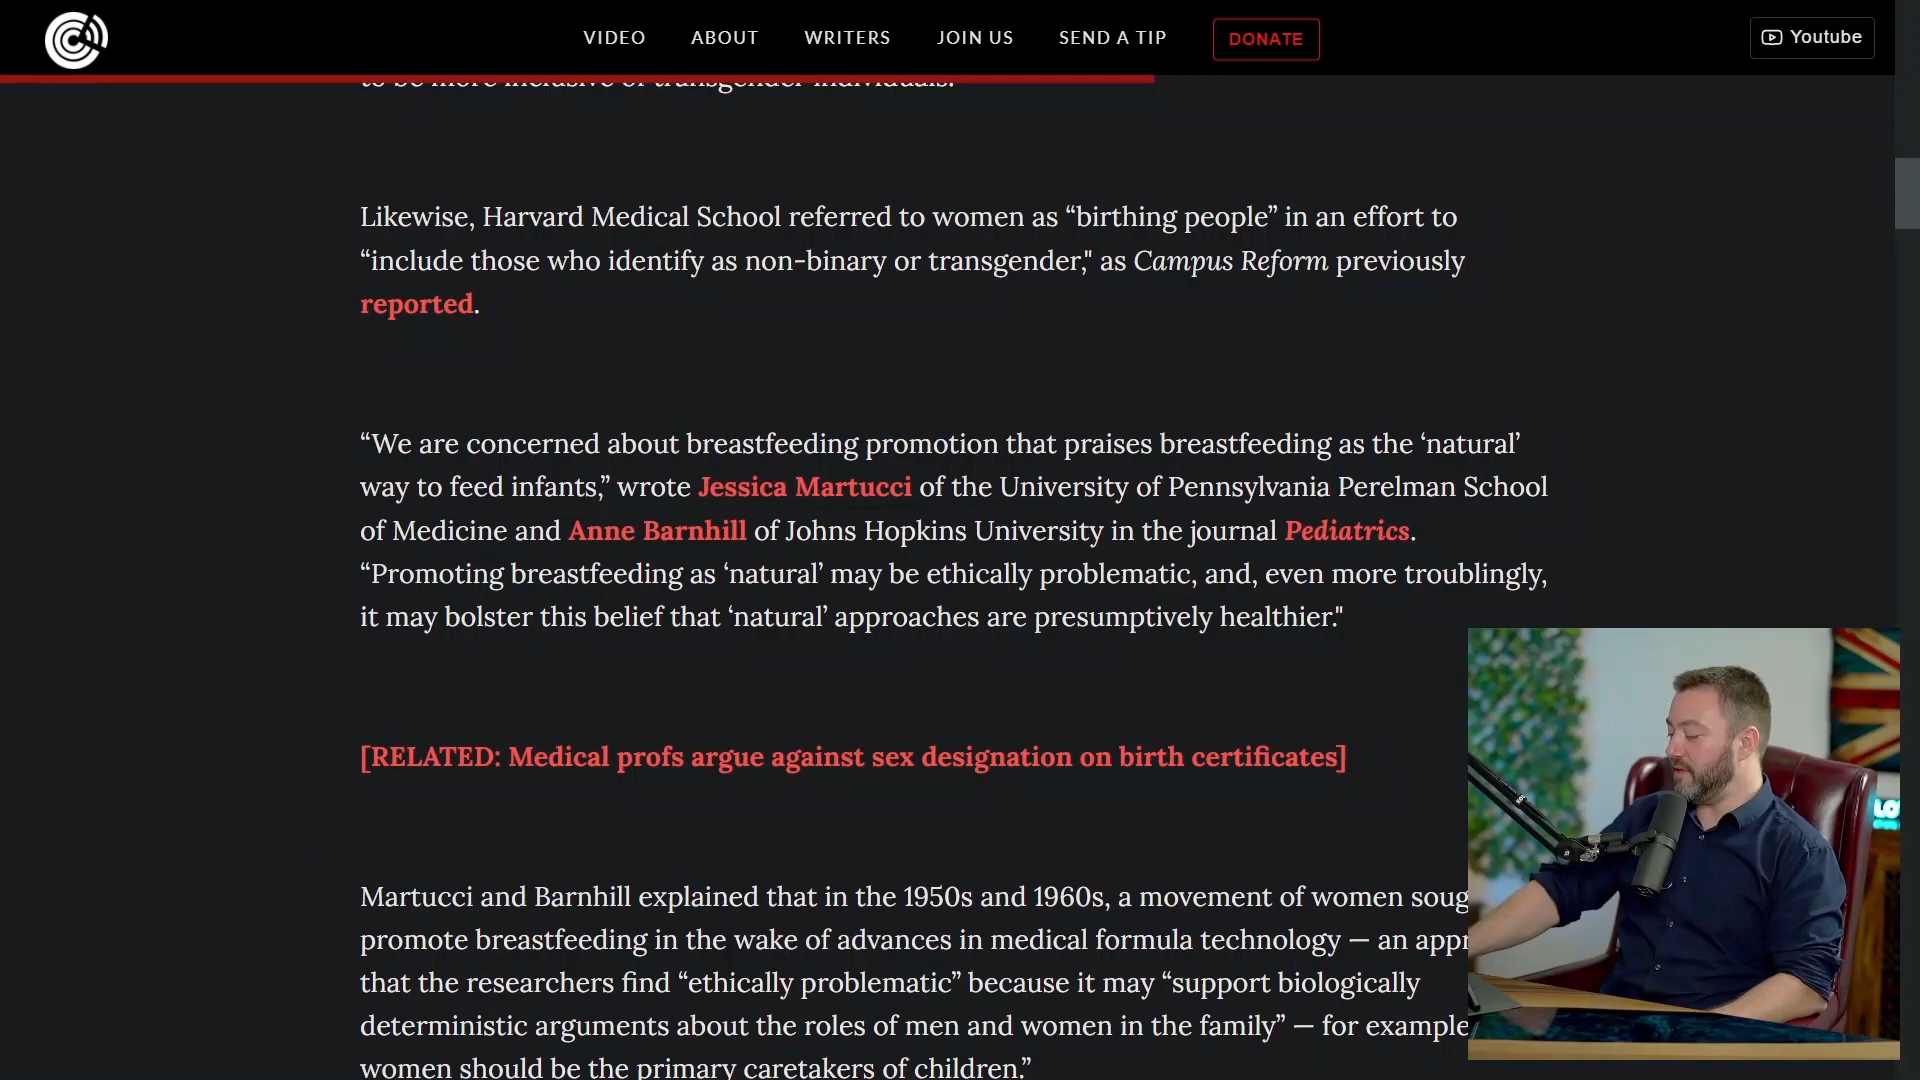 VIDEO ABOUT WRITERS JOIN US SEND A TIP DONATE Youtube
to be more inclusive of transgender individuals.
Likewise, Harvard Medical School referred to women as “birthing people” in an effort to
“include those who identify as non-binary or transgender," as Campus Reform previously
reported.
“We are concerned about breastfeeding promotion that praises breastfeeding as the ‘natural’
way to feed infants,” wrote Jessica Martucci of the University of Pennsylvania Perelman School
of Medicine and Anne Barnhill of Johns Hopkins University in the journal Pediatrics.
“Promoting breastfeeding as ‘natural’ may be ethically problematic, and, even more troublingly,
it may bolster this belief that ‘natural’ approaches are presumptively healthier."
[RELATED: Medical profs argue against sex designation on birth certificates]
Martucci and Barnhill explained that in the 1950s and 1960s, a movement of women soug
promote breastfeeding in the wake of advances in medical formula technology — an appr
that the researchers find “ethically problematic” because it may “support biologically
deterministic arguments about the roles of men and women in the family” — for example
women should be the primary caretakers of children.”